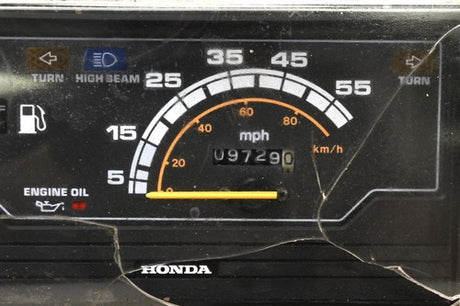 TURN
HIGH BEAM
TURN
5
15
25
35
45
55
0
20
40
60
80
mph
km/h
097290
ENGINE OIL
HONDA